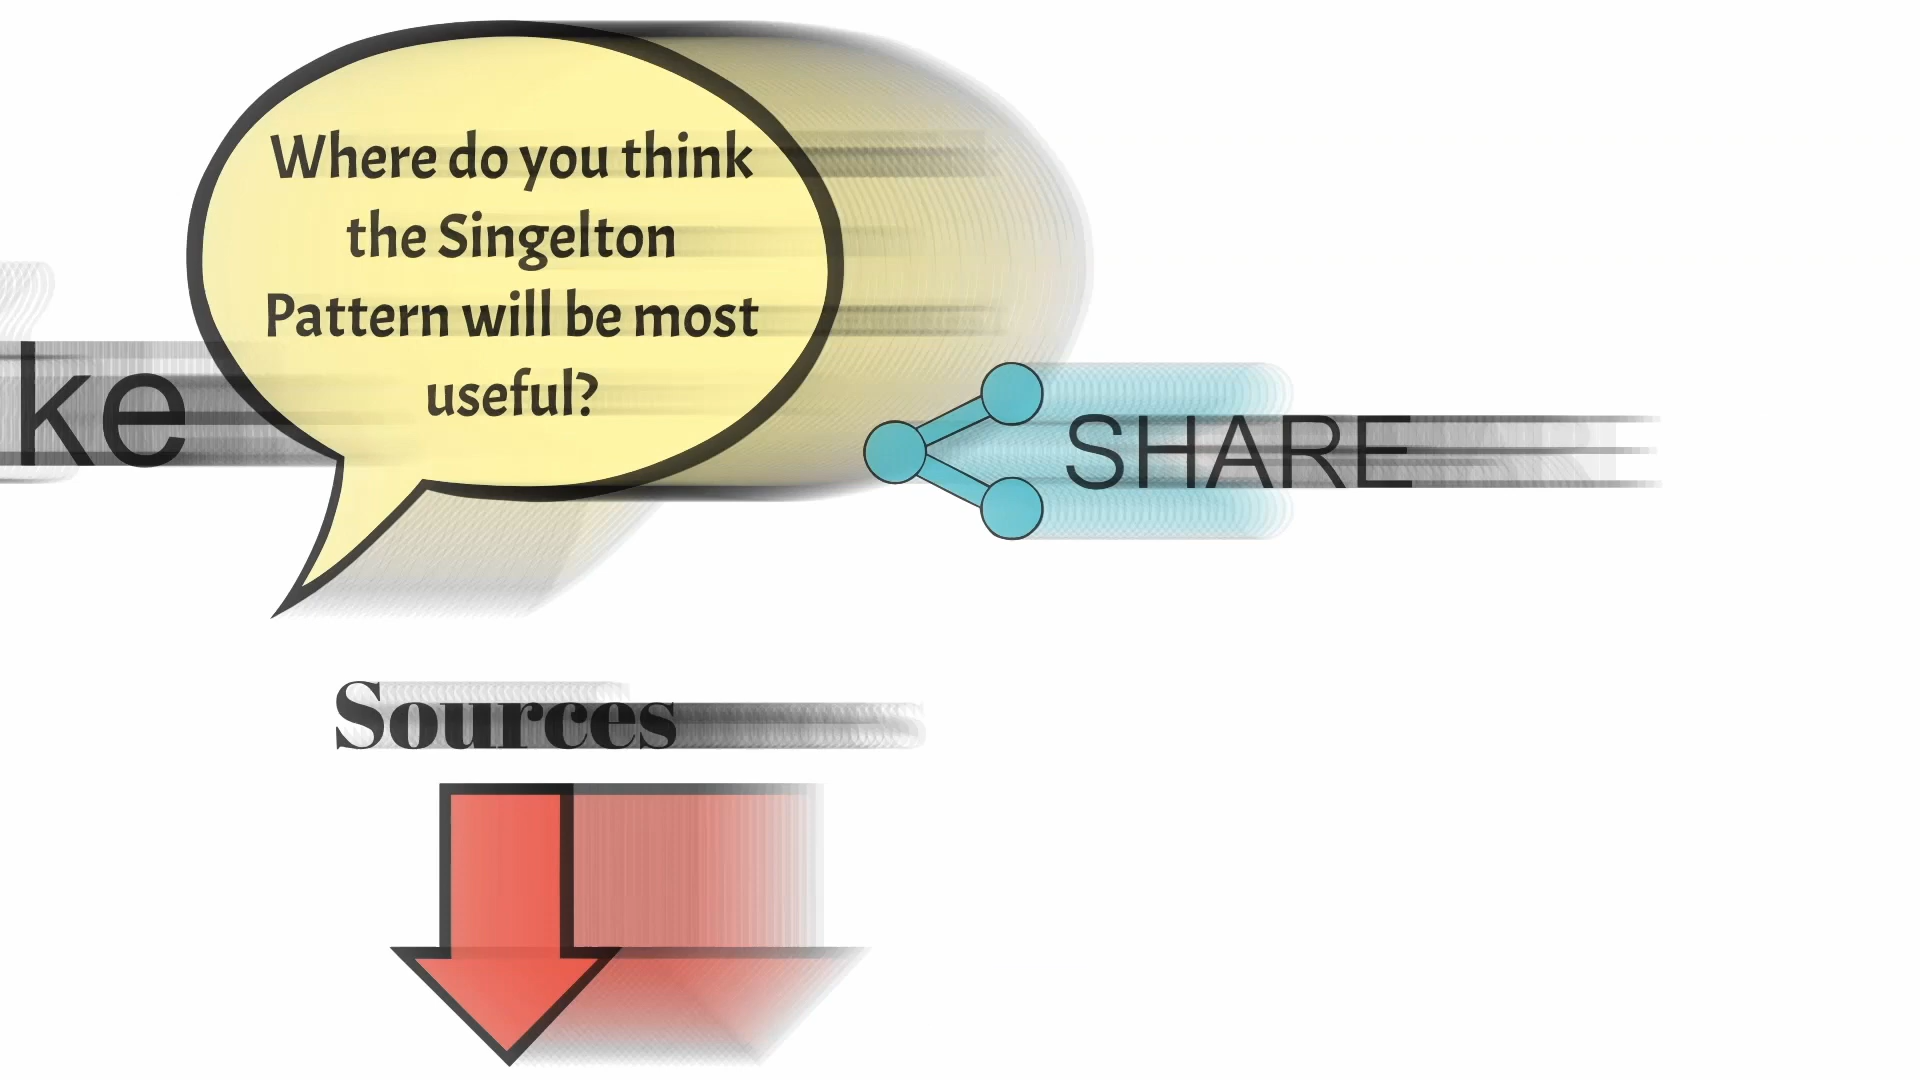 Where do you think
the Singelton
Pattern will be most
useful?
ke
SHARE
Sources